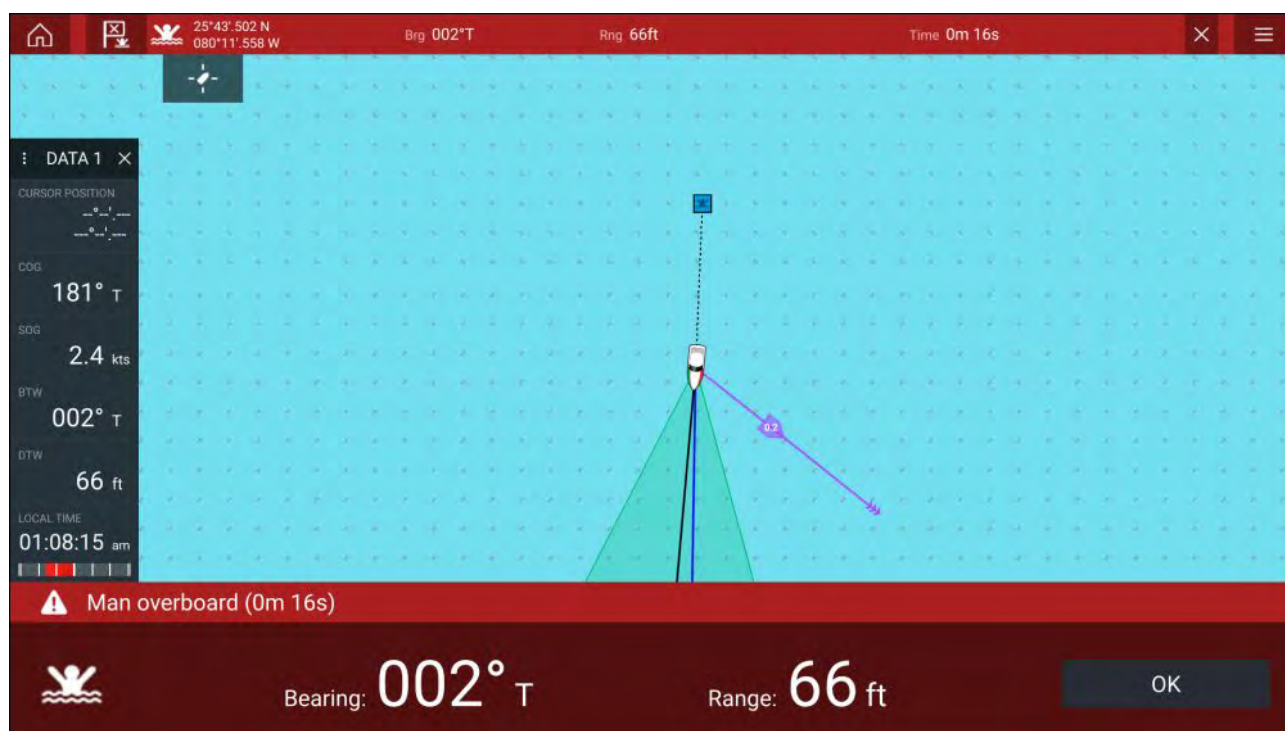 25°43'.502 N
080°11'.558 W
Brg 002°T
Rng 66ft
Time 0m 16s
DATA 1
CURSOR POSITION
--°--'.---
---°--'.---
COG
181° T
SOG
2.4 kts
BTW
002° T
DTW
66 ft
LOCAL TIME
01:08:15 am
0.2
Man overboard (0m 16s)
Bearing: 002° T
Range: 66 ft
OK